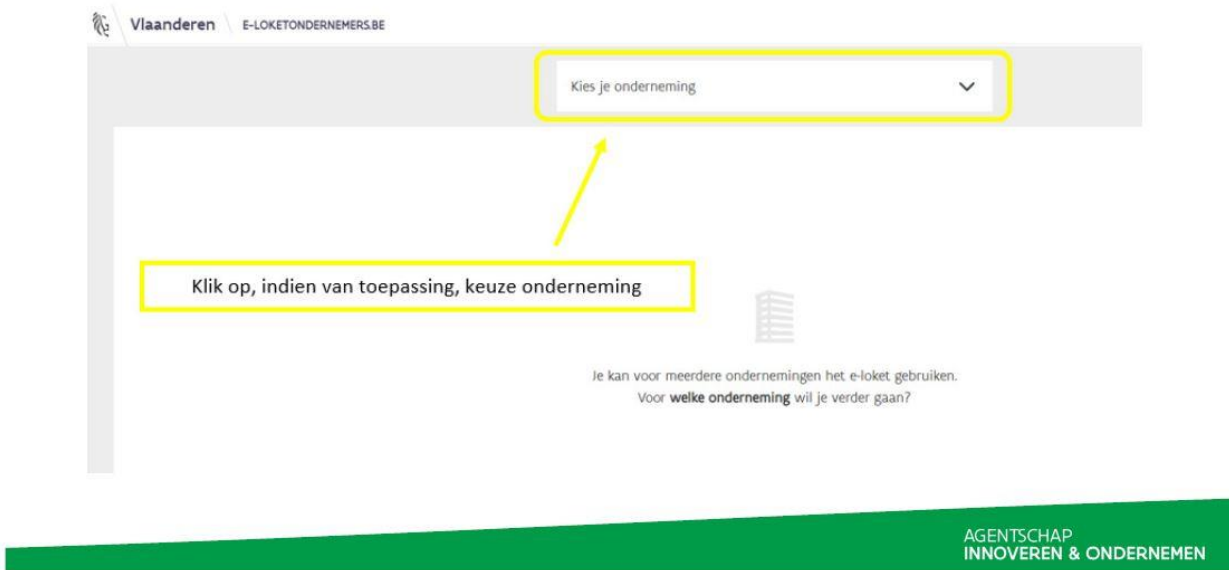 Vlaanderen E-LOKETONDERNEMERS.BE
Kies je onderneming
Klik op, indien van toepassing, keuze onderneming
Je kan voor meerdere ondernemingen het e-loket gebruiken.
Voor welke onderneming wil je verder gaan?
AGENTSCHAP
INNOVEREN & ONDERNEMEN